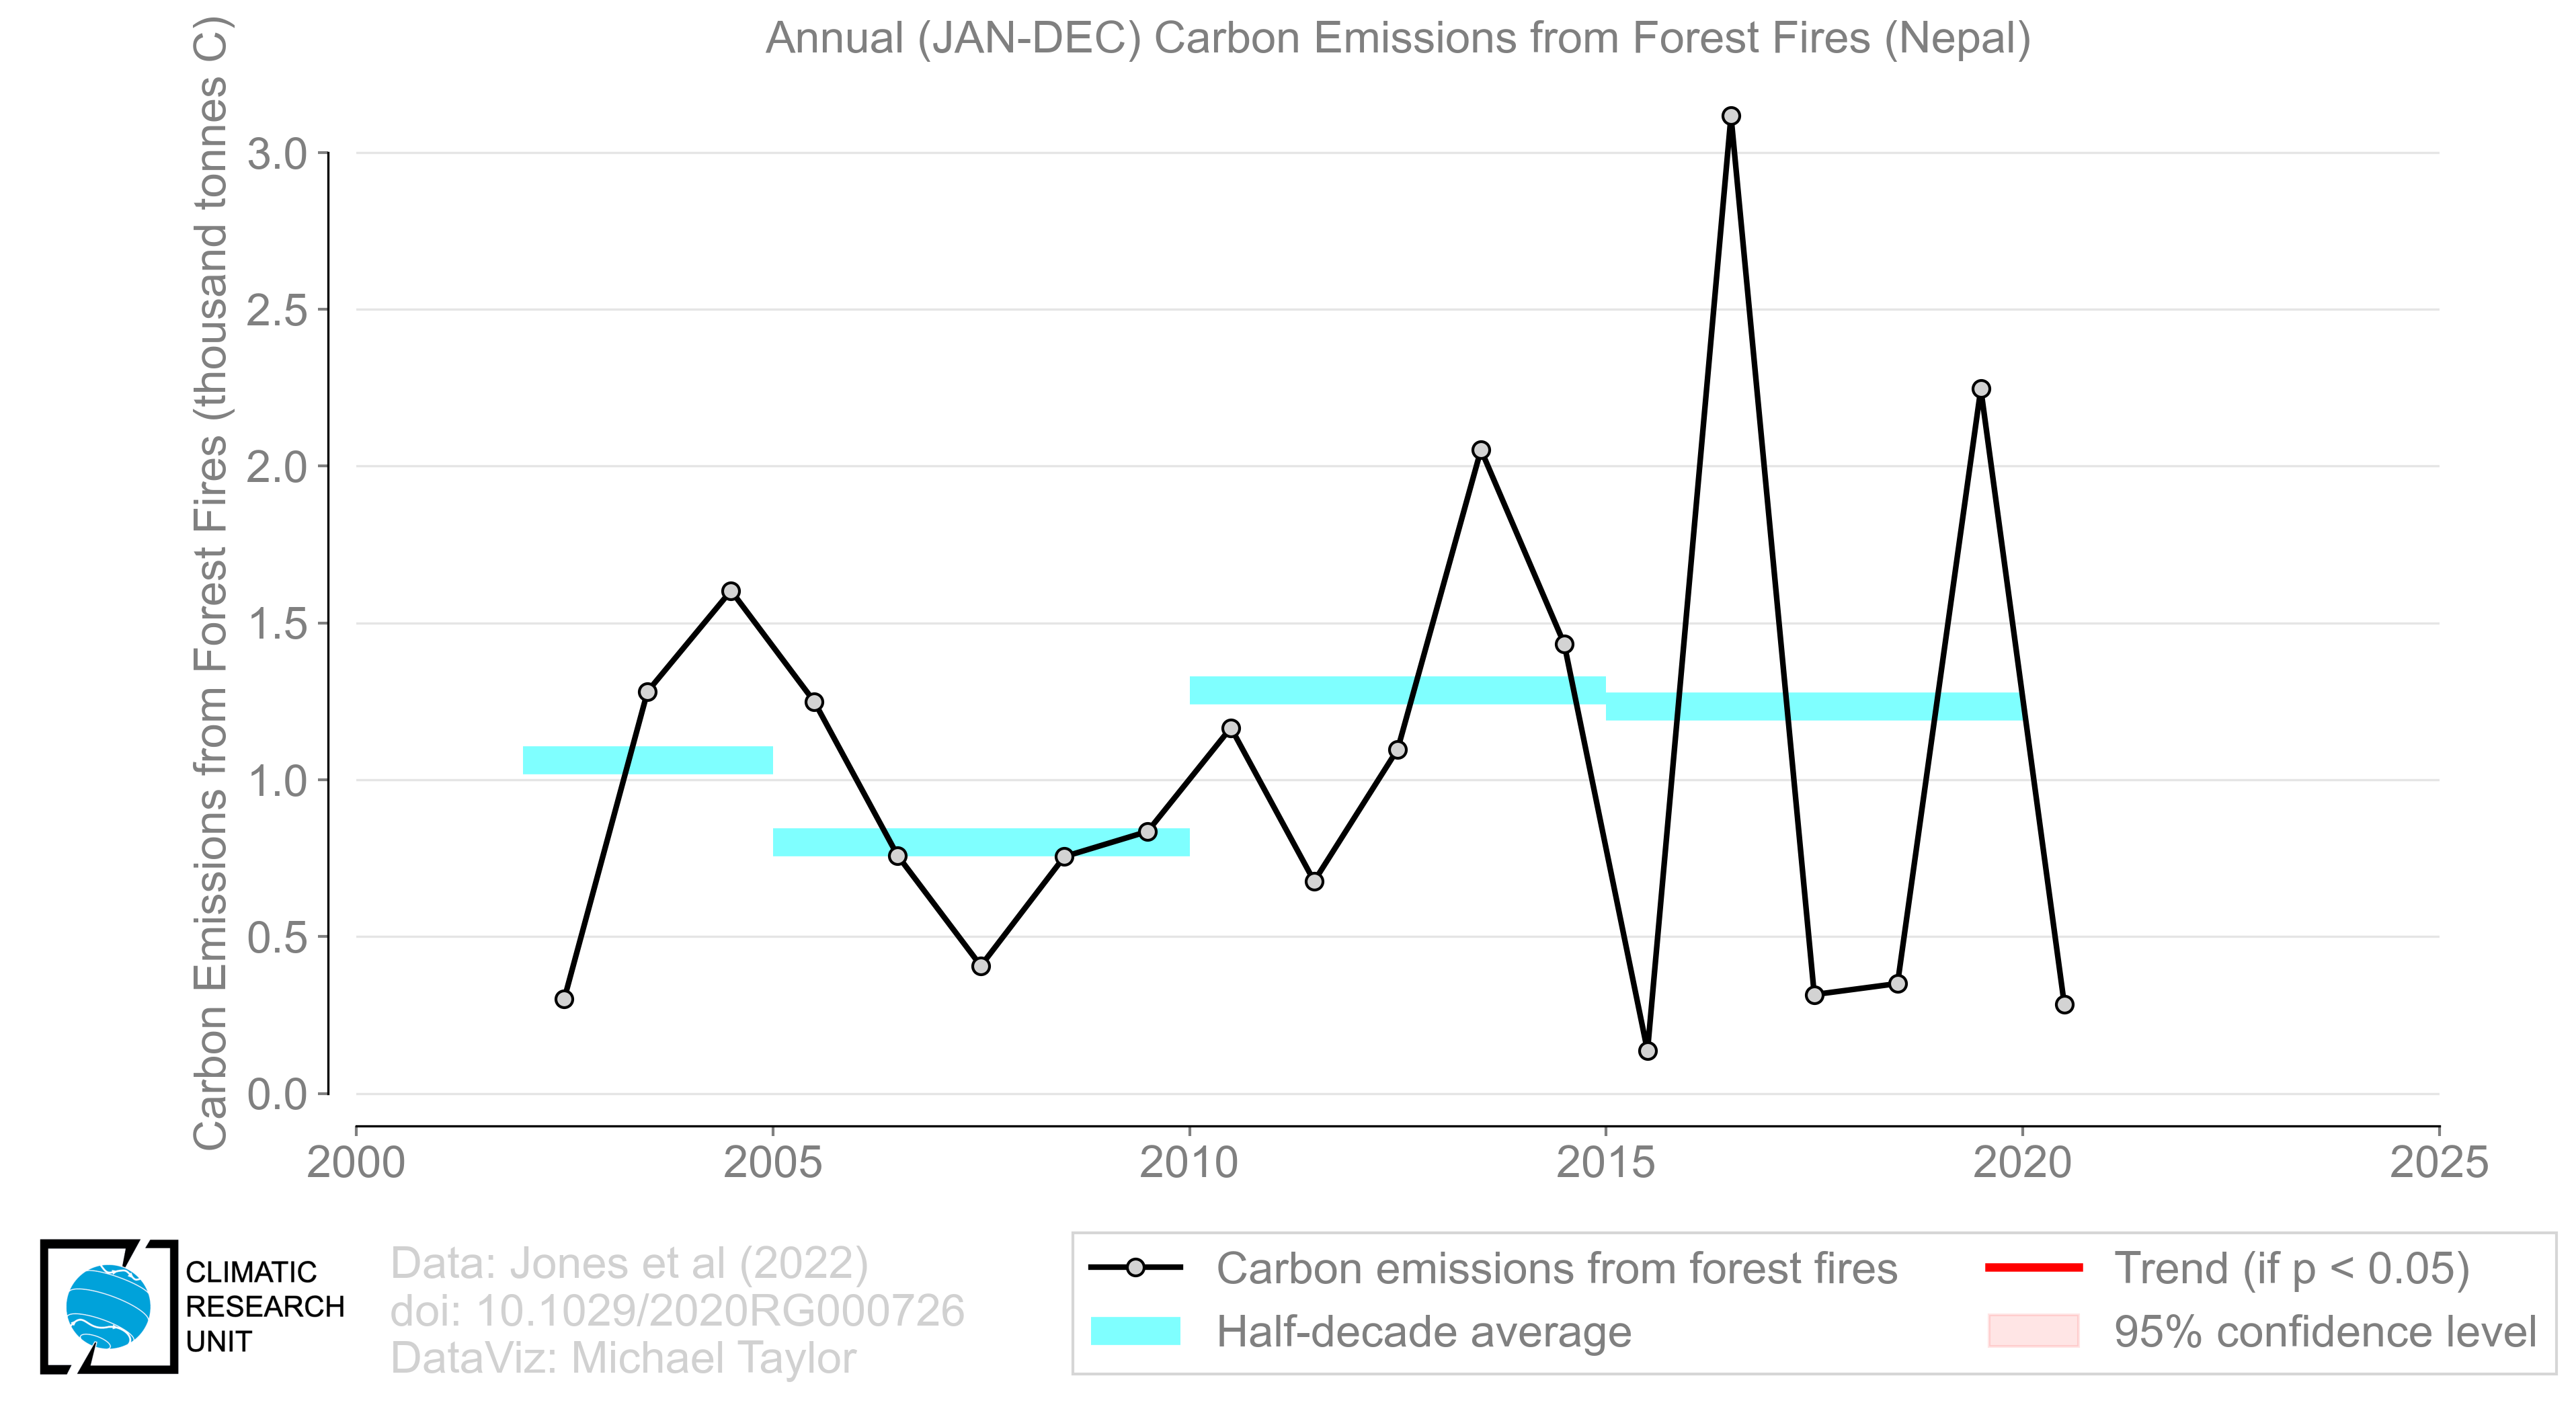 Annual (JAN-DEC) Carbon Emissions from Forest Fires (Nepal)
Carbon Emissions from Forest Fires (thousand tonnes C)
3.0
2.5
2.0
1.5
1.0
0.5
0.0
2000
2005
2010
2015
2020
2025
CLIMATIC
RESEARCH
UNIT
Data: Jones et al (2022)
doi: 10.1029/2020RG000726
DataViz: Michael Taylor
Carbon emissions from forest fires
Half-decade average
Trend (if p < 0.05)
95% confidence level